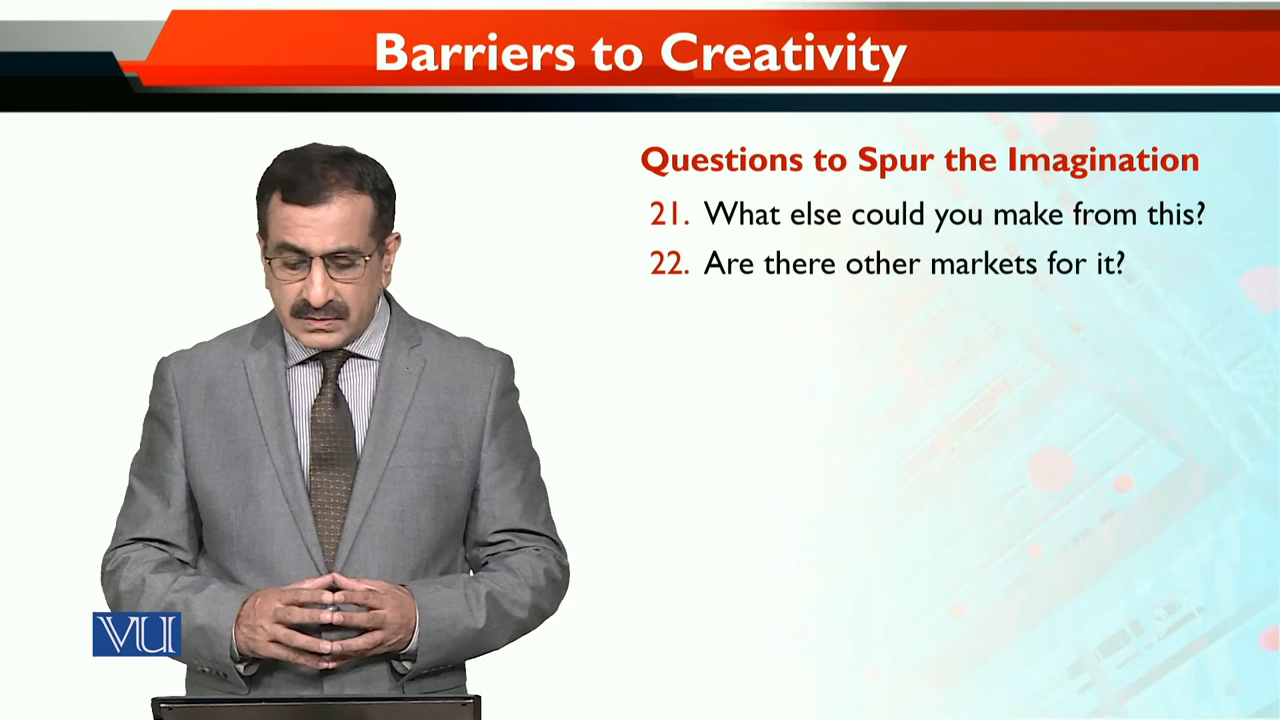 Barriers to Creativity
Questions to Spur the Imagination
21. What else could you make from this?
22. Are there other markets for it?
VU